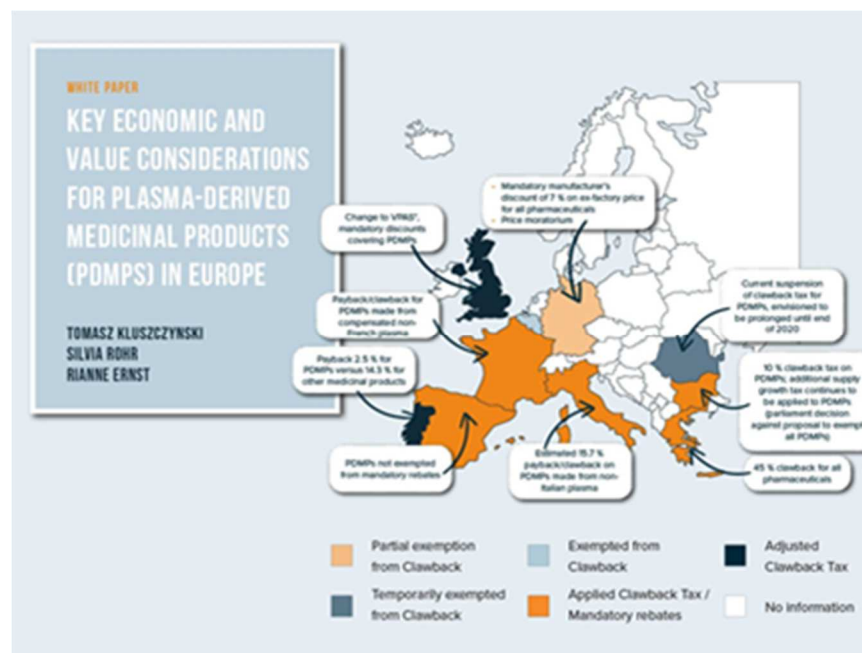 WHITE PAPER
KEY ECONOMIC AND
VALUE CONSIDERATIONS
FOR PLASMA-DERIVED
MEDICINAL PRODUCTS
(PDMPS) IN EUROPE
TOMASZ KLUSZCZYNSKI
SILVIA ROHR
RIANNE ERNST
Mandatory manufacturer's
discount of 7 % on ex-factory price
for all pharmaceuticals
Price moratorium
Change to VPAS*,
mandatory discounts
covering PDMPs
Payback/clawback for
PDMPs made from
compensated non-
French plasma
Payback 2.5 % for
PDMPs versus 14.3 % for
other medicinal products
PDMPs not exempted
from mandatory rebates
Estimated 15.7 %
payback/clawback on
PDMPs made from non-
Italian plasma
Current suspension
of clawback tax for
PDMPs, envisioned to
be prolonged until end
of 2020
10 % clawback tax on
PDMPs; additional supply
growth tax continues to
be applied to PDMPs
(parliament decision
against proposal to exempt
all PDMPs)
45 % clawback for all
pharmaceuticals
Partial exemption
from Clawback
Exempted from
Clawback
Adjusted
Clawback Tax
Temporarily exempted
from Clawback
Applied Clawback Tax /
Mandatory rebates
No information